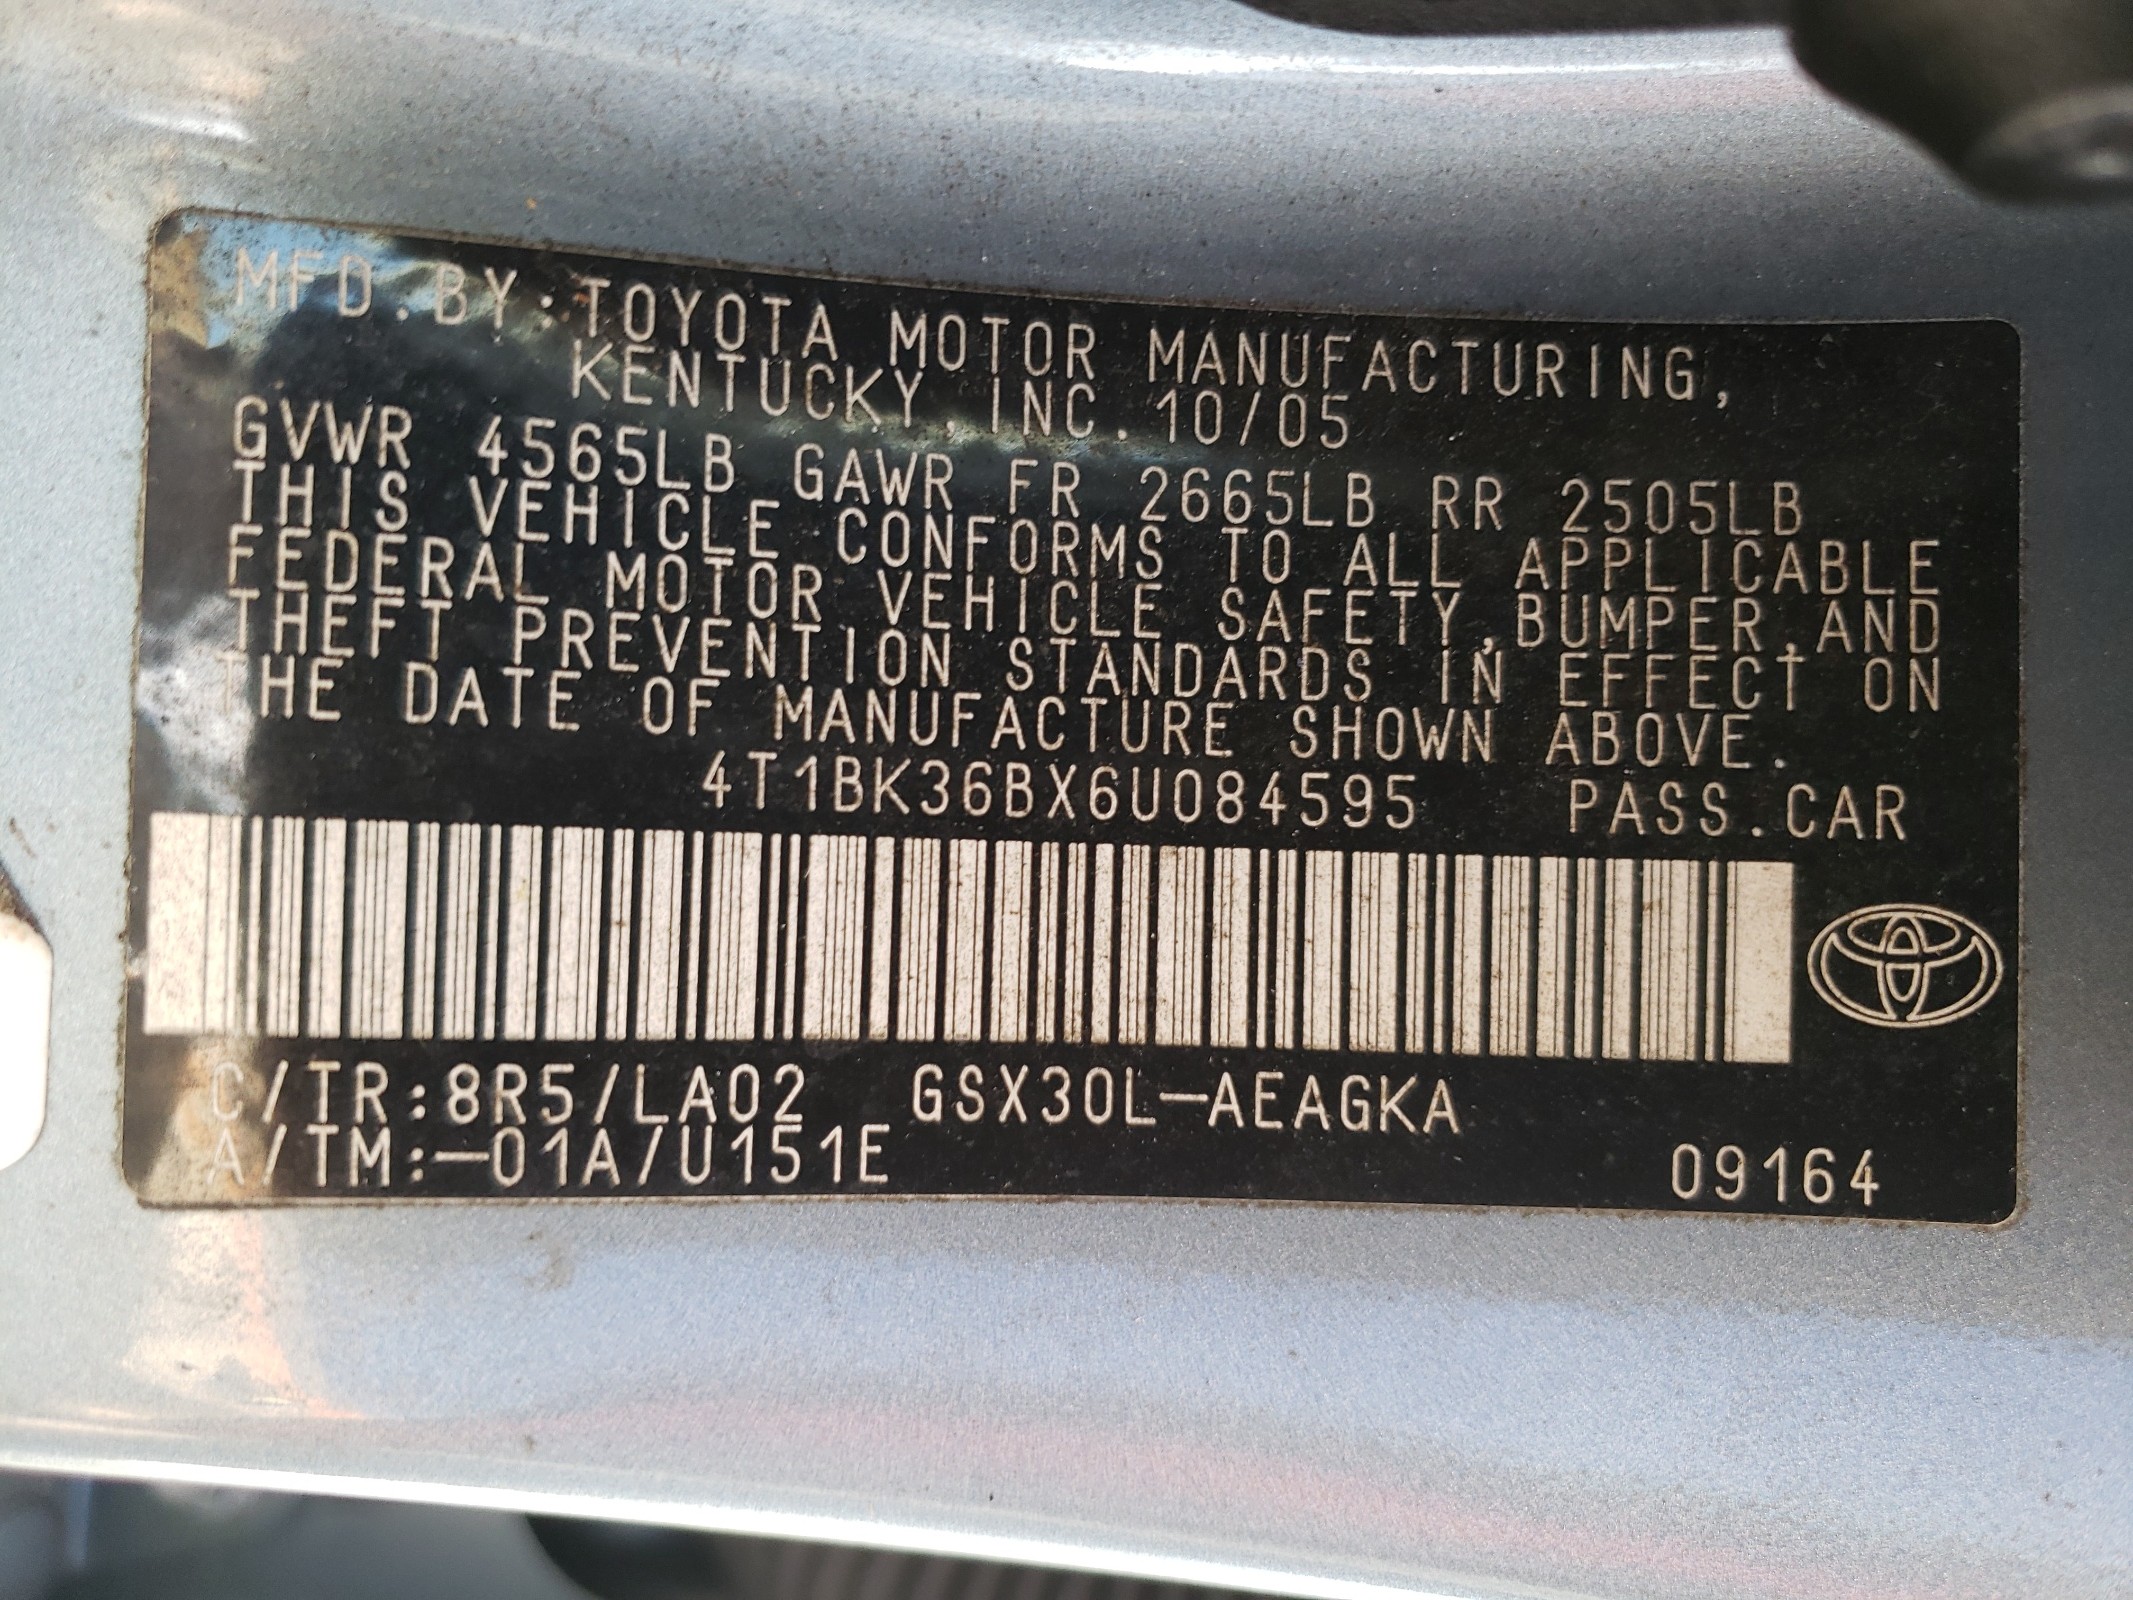 MFD.BY:TOYOTA MOTOR MANUFACTURING,
KENTUCKY,INC. 10/05
GVWR 4565LB GAWR FR 2665LB RR 2505LB
THIS VEHICLE CONFORMS TO ALL APPLICABLE
FEDERAL MOTOR VEHICLE SAFETY,BUMPER,AND
THEFT PREVENTION STANDARDS IN EFFECT ON
THE DATE OF MANUFACTURE SHOWN ABOVE.
4T1BK36BX6U084595 PASS.CAR
C/TR:8R5/LA02 GSX30L-AEAGKA
A/TM:-01A/U151E 09164